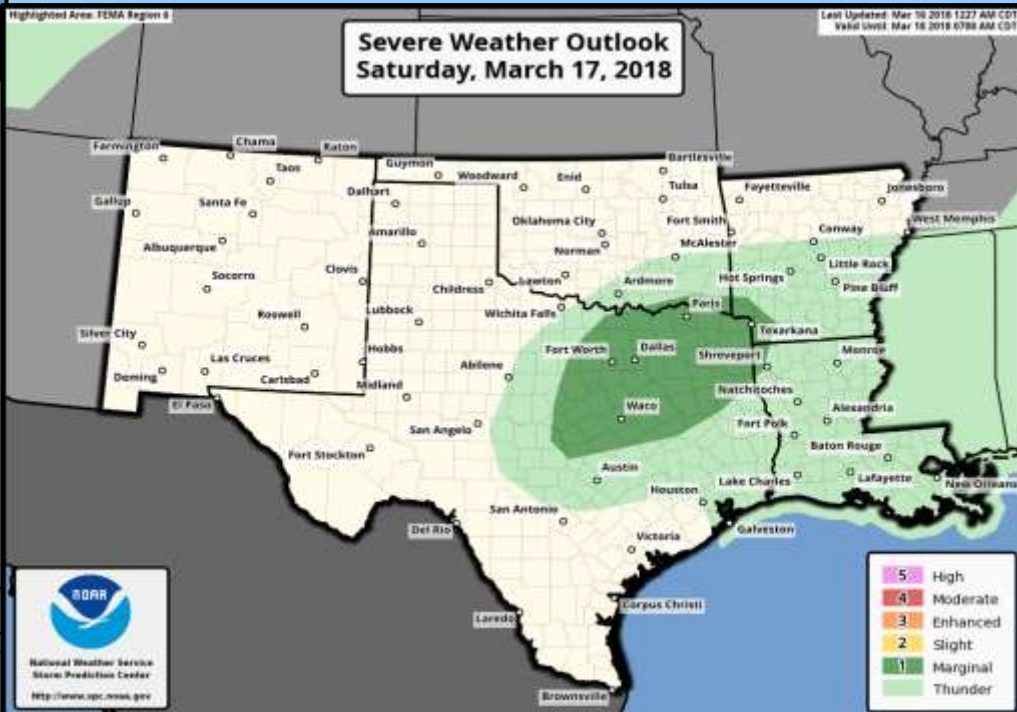 Highlighted Area: FEMA Region 6
Last Updated: Mar 16 2018 1227 AM CDT
Valid Until: Mar 18 2018 0700 AM CDT
Severe Weather Outlook
Saturday, March 17, 2018
Farmington
Chama
Raton
Guymon
Bartlesville
Taos
Woodward
Enid
Tulsa
Fayetteville
Jonesboro
Gallup
Santa Fe
Dalhart
Oklahoma City
Fort Smith
West Memphis
Albuquerque
Amarillo
Norman
McAlester
Conway
Socorro
Clovis
Childress
Lawton
Ardmore
Hot Springs
Little Rock
Pine Bluff
Roswell
Lubbock
Wichita Falls
Paris
Texarkana
Silver City
Las Cruces
Hobbs
Abilene
Fort Worth
Dallas
Shreveport
Monroe
Deming
Carlsbad
Midland
Natchitoches
El Paso
Waco
Alexandria
San Angelo
Fort Polk
Fort Stockton
Baton Rouge
Austin
Lake Charles
Lafayette
New Orleans
Houston
San Antonio
Del Rio
Galveston
Victoria
Laredo
Corpus Christi
Brownsville
NOAA
National Weather Service
Storm Prediction Center
http://www.spc.noaa.gov
5 High
4 Moderate
3 Enhanced
2 Slight
1 Marginal
Thunder